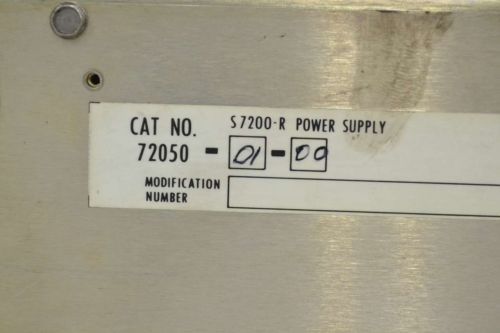 CAT NO. S7200-R POWER SUPPLY
72050 - 01 - 00
MODIFICATION
NUMBER